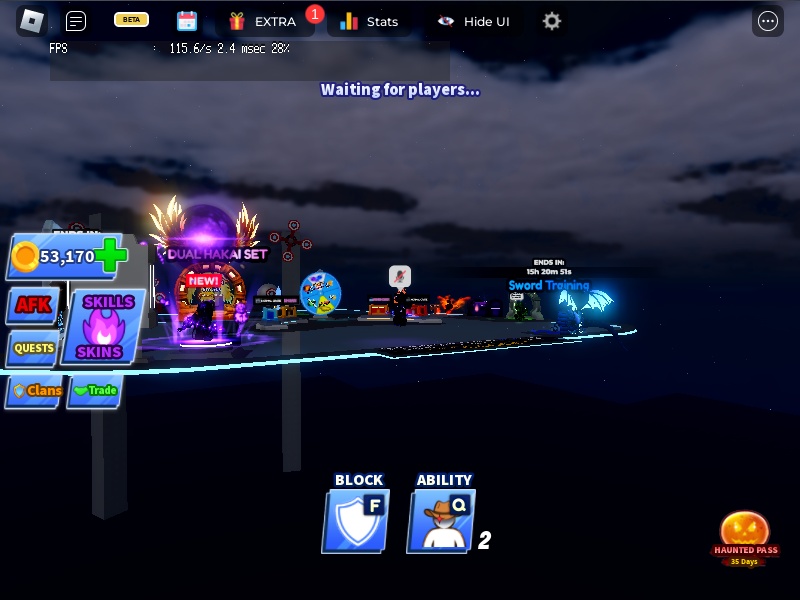 BETA
EXTRA
1
Stats
Hide UI
FPS : 115.6/s 2.4 msec 28%
Waiting for players...
ENDS IN:
53,170
DUAL HAKAI SET
NEW!
ENDS IN:
15h 20m 51s
Sword Training
AFK
SKILLS
SKINS
QUESTS
Clans
Trade
BLOCK
F
ABILITY
Q
2
HAUNTED PASS
35 Days